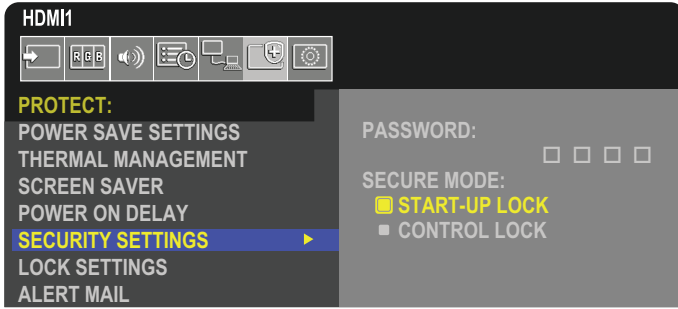 HDMI1
RGB
PROTECT:
POWER SAVE SETTINGS
THERMAL MANAGEMENT
SCREEN SAVER
POWER ON DELAY
SECURITY SETTINGS
LOCK SETTINGS
ALERT MAIL
PASSWORD:
SECURE MODE:
START-UP LOCK
CONTROL LOCK